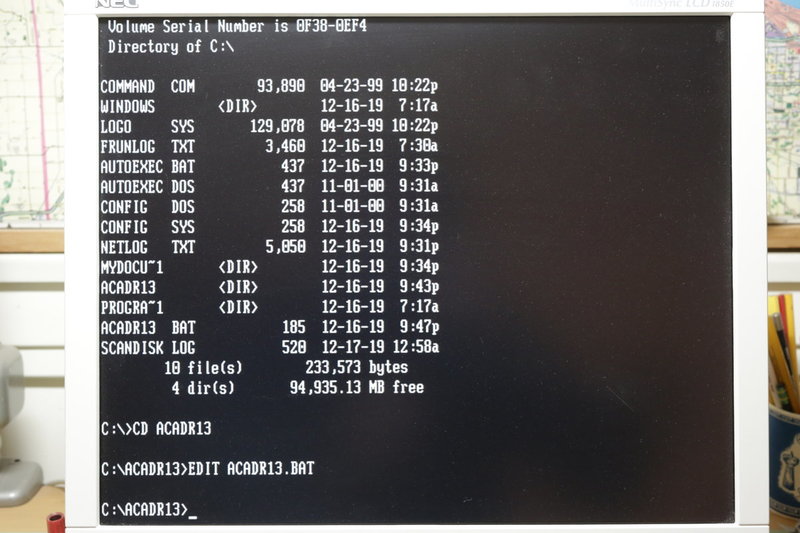 NEC
MultiSync LCD 1850E
Volume Serial Number is 0F38-0EF4
Directory of C:\
COMMAND COM 93,890 04-23-99 10:22p
WINDOWS <DIR> 12-16-19 7:17a
LOGO SYS 129,078 04-23-99 10:22p
FRUNLOG TXT 3,460 12-16-19 7:30a
AUTOEXEC BAT 437 12-16-19 9:33p
AUTOEXEC DOS 437 11-01-00 9:31a
CONFIG DOS 258 11-01-00 9:31a
CONFIG SYS 258 12-16-19 9:34p
NETLOG TXT 5,050 12-16-19 9:31p
MYDOCU~1 <DIR> 12-16-19 9:34p
ACADR13 <DIR> 12-16-19 9:43p
PROGRA~1 <DIR> 12-16-19 7:17a
ACADR13 BAT 185 12-16-19 9:47p
SCANDISK LOG 520 12-17-19 12:58a
10 file(s) 233,573 bytes
4 dir(s) 94,935.13 MB free
C:\>CD ACADR13
C:\ACADR13>EDIT ACADR13.BAT
C:\ACADR13>_